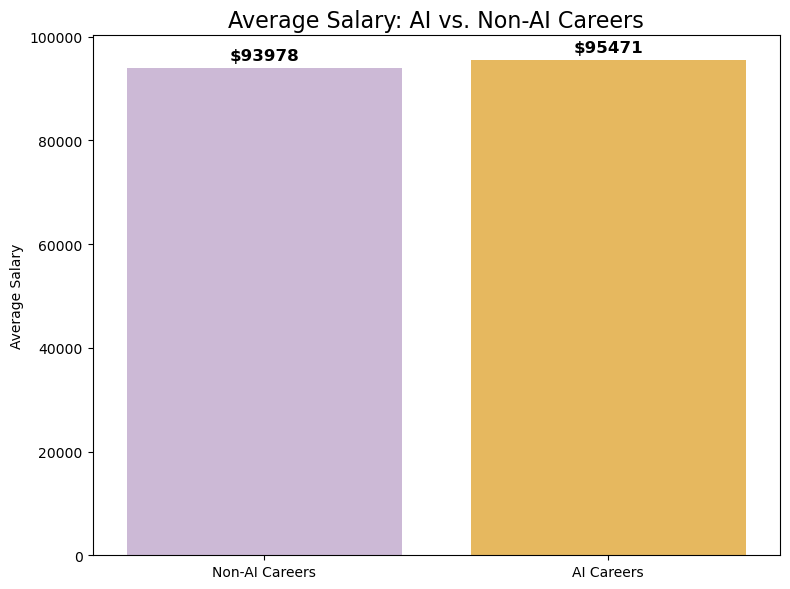 Average Salary: AI vs. Non-AI Careers
100000
$93978
$95471
80000
60000
Average Salary
40000
20000
0
Non-AI Careers
AI Careers